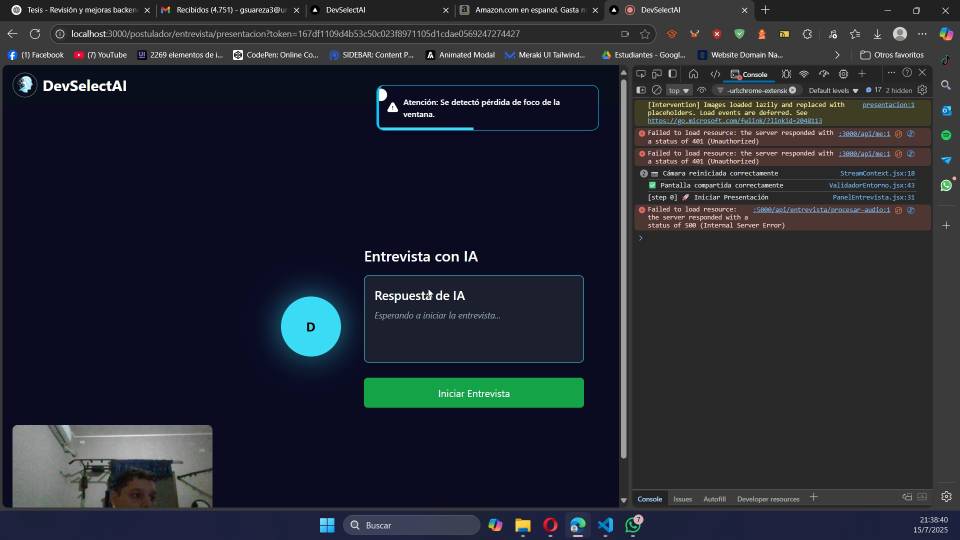 Tesis - Revisión y mejoras backen
Recibidos (4,751) - gsuareza3@u
DevSelectAI
Amazon.com en espanol. Gasta m
DevSelectAI
localhost:3000/postulador/entrevista/presentacion?token=167df1109d4b53c50c023f8971105d1cdae0569247274427
(1) Facebook
(7) YouTube
2269 elementos de i...
CodePen: Online Co...
SIDEBAR: Content P...
Animated Modal
Meraki UI Tailwind...
Estudiantes - Googl...
Website Domain Na...
Otros favoritos
DevSelectAI
Atención: Se detectó pérdida de foco de la
ventana.
Entrevista con IA
D
Respuesta de IA
Esperando a iniciar la entrevista...
Iniciar Entrevista
Console
top
-url:chrome-extensk
Default levels
17
2 hidden
[Intervention] Images loaded lazily and replaced with presentacion:1
placeholders. Load events are deferred. See
https://go.microsoft.com/fwlink/?linkid=2048113
Failed to load resource: the server responded with :3000/api/me:1
a status of 401 (Unauthorized)
Failed to load resource: the server responded with :3000/api/me:1
a status of 401 (Unauthorized)
2 Cámara reiniciada correctamente StreamContext.jsx:18
Pantalla compartida correctamente ValidadorEntorno.jsx:43
[step 0] Iniciar Presentación PanelEntrevista.jsx:31
Failed to load resource: :5000/api/entrevista/procesar-audio:1
the server responded with a
status of 500 (Internal Server Error)
Console
Issues
Autofill
Developer resources
Buscar
7
21:38:40
15/7/2025